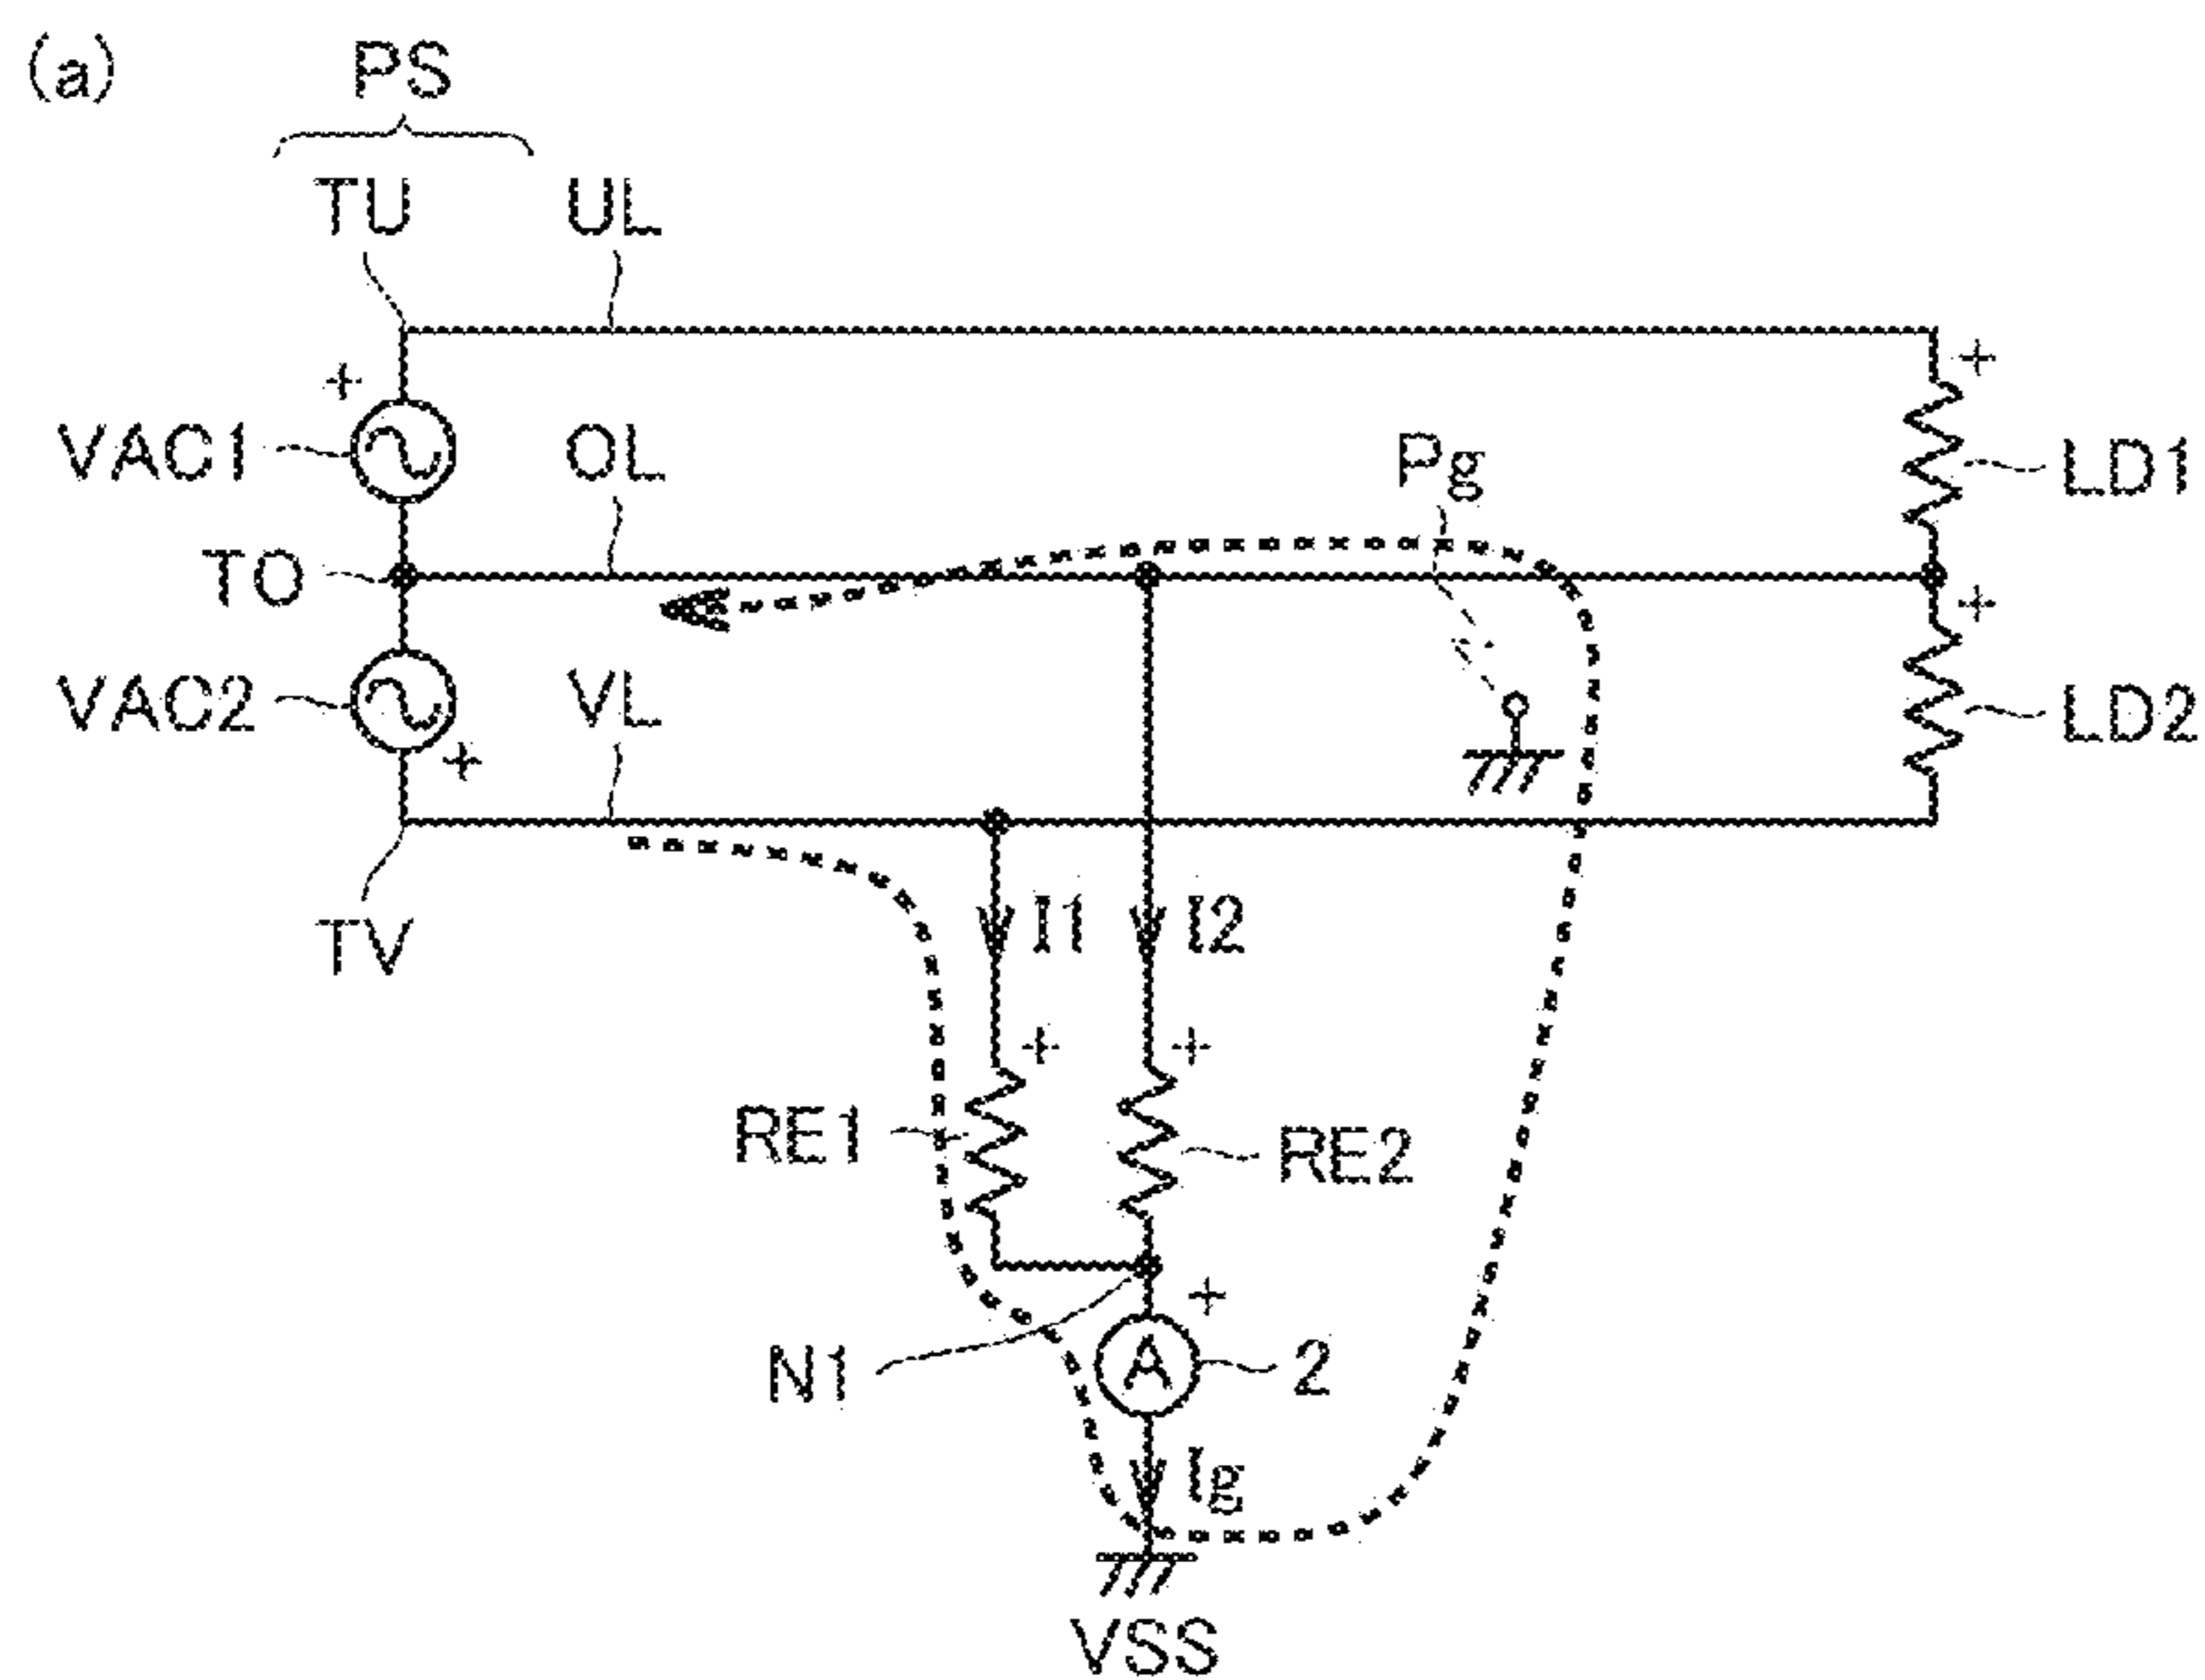 (a)
PS
TU UL
+ +
VAC1 OL Pg LD1
TO +
VAC2 VL LD2
+
TV I1 I2
+ +
RE1 RE2
+
N1 A 2
Ig
VSS